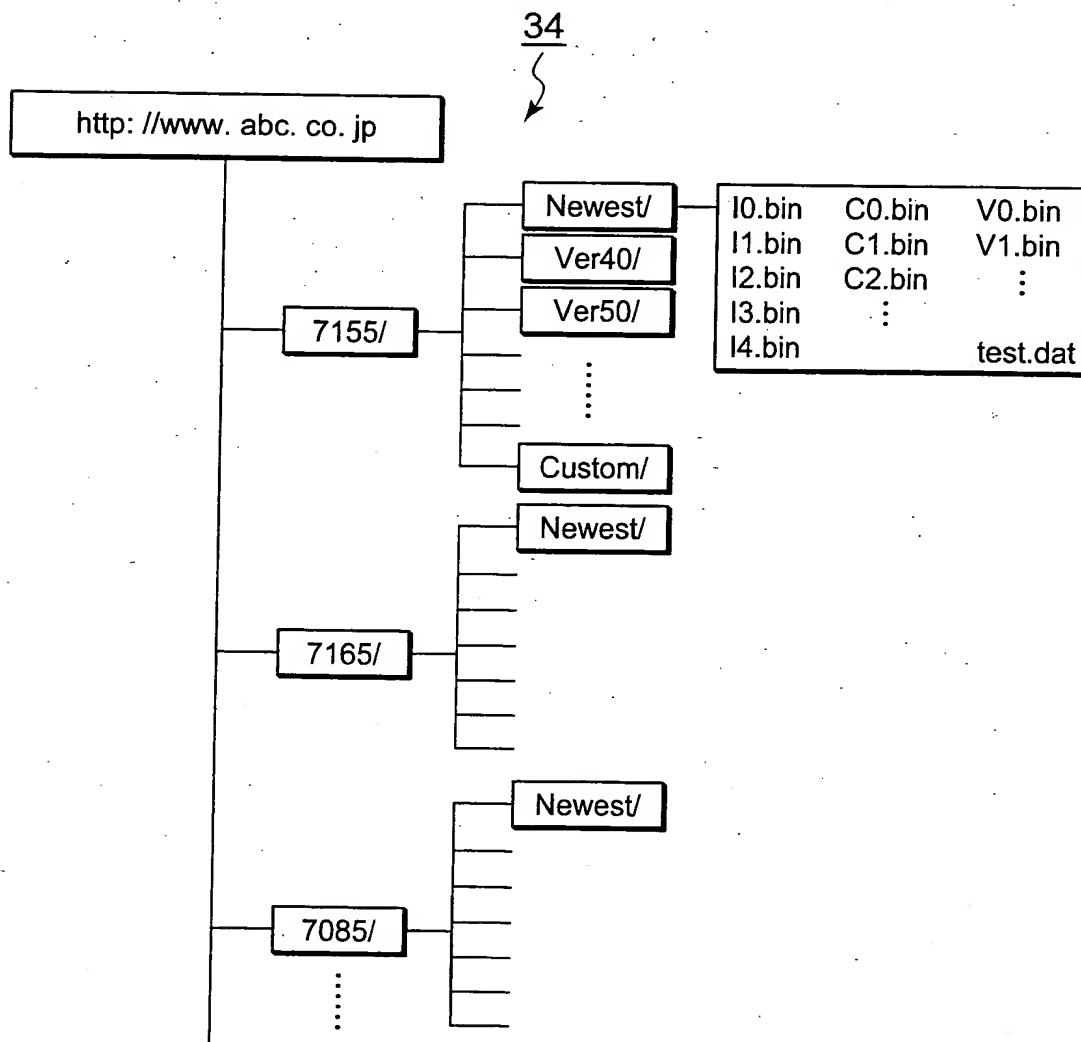 34
http: //www. abc. co. jp
7155/
Newest/
Ver40/
Ver50/
Custom/
I0.bin C0.bin V0.bin
I1.bin C1.bin V1.bin
I2.bin C2.bin
I3.bin
I4.bin test.dat
7165/
Newest/
7085/
Newest/